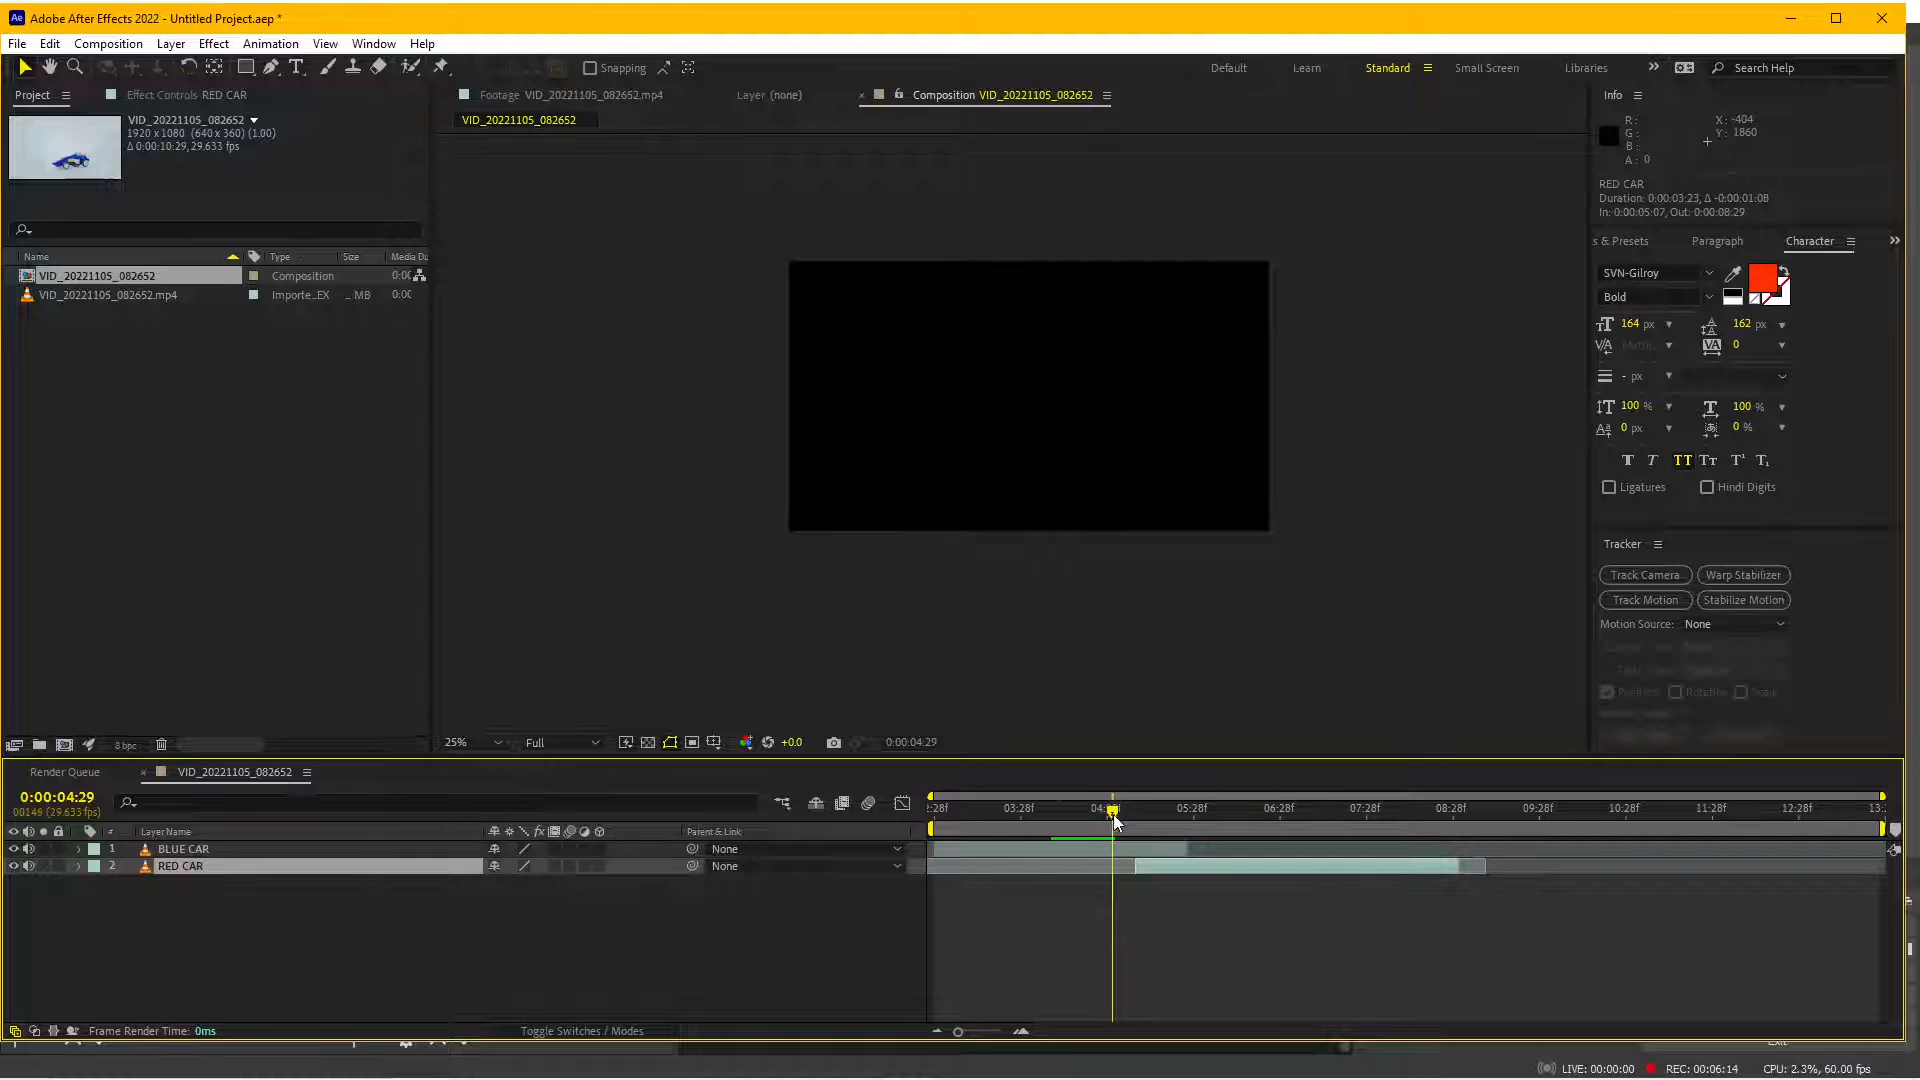 Ae Adobe After Effects 2022 - Untitled Project.aep *
File Edit Composition Layer Effect Animation View Window Help
Snapping
Default Learn Standard Small Screen Libraries Search Help
Project Effect Controls RED CAR
Footage VID_20221105_082652.mp4 Layer (none) Composition VID_20221105_082652
Info
VID_20221105_082652
1920 x 1080 (640 x 360) (1.00)
Δ 0:00:10:29, 29.633 fps
VID_20221105_082652
R :
G :
B :
A : 0
X : -404
Y : 1860
RED CAR
Duration: 0:00:03:23, Δ -0:00:01:08
In: 0:00:05:07, Out: 0:00:08:29
s & Presets Paragraph Character
Name Type Size Media Du
VID_20221105_082652 Composition 0:00
VID_20221105_082652.mp4 Importe...EX ... MB 0:00
SVN-Gilroy
Bold
164 px 162 px
0
- px
100 % 100 %
0 px 0 %
T T TT Tt T¹ T₁
Ligatures Hindi Digits
Tracker
Track Camera Warp Stabilizer
Track Motion Stabilize Motion
Motion Source: None
8 bpc
25% Full +0.0 0:00:04:29
Render Queue VID_20221105_082652
0:00:04:29
00148 (29.633 fps)
:28f 03:28f 05:28f 06:28f 07:28f 08:28f 09:28f 10:28f 11:28f 12:28f 13:
# Layer Name fx Parent & Link
1 BLUE CAR None
2 RED CAR None
Frame Render Time: 0ms Toggle Switches / Modes
LIVE: 00:00:00 REC: 00:06:14 CPU: 2.3%, 60.00 fps